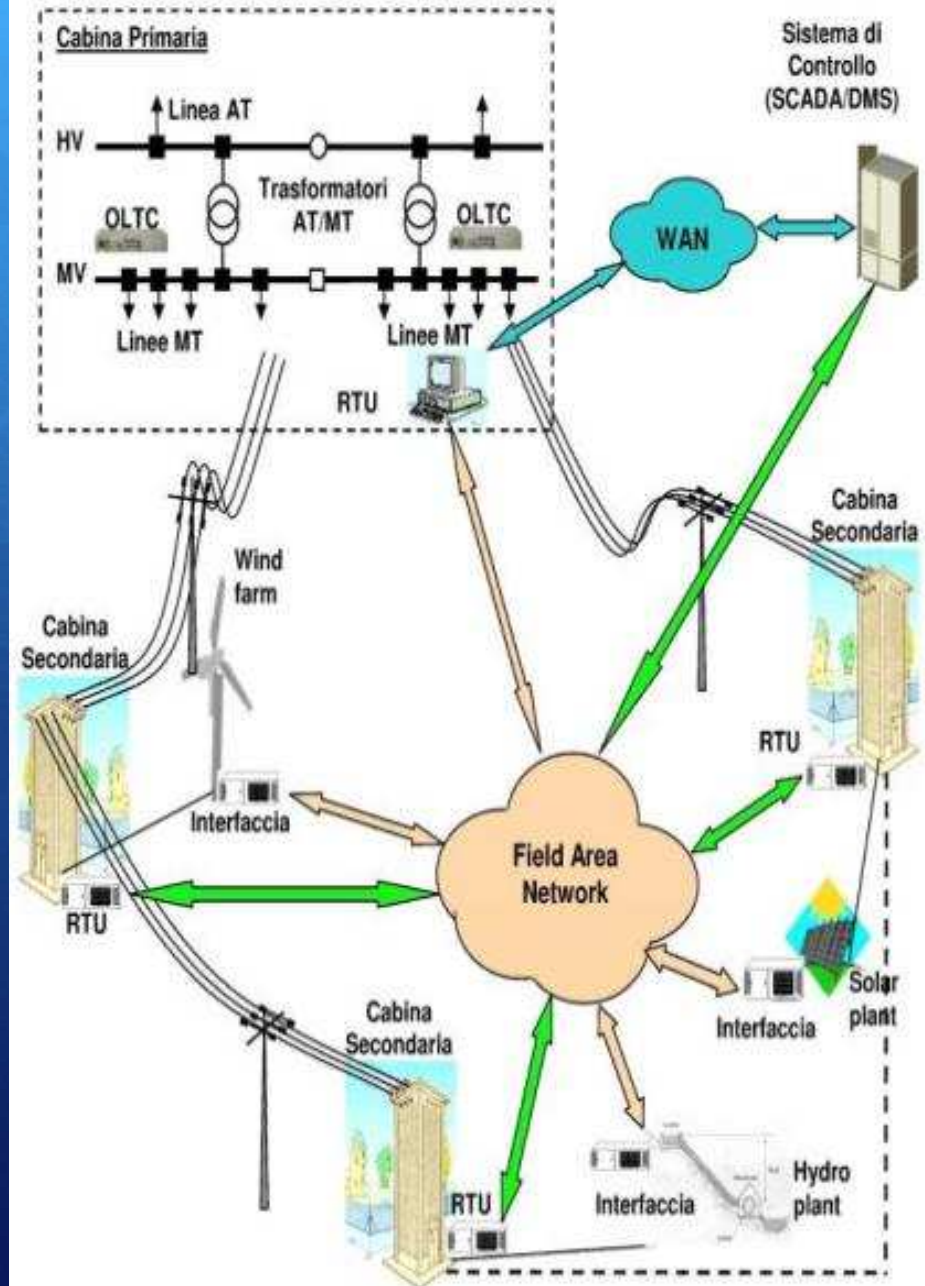 Cabina Primaria
Sistema di
Controllo
(SCADA/DMS)
Linea AT
HV
Trasformatori
AT/MT
OLTC
OLTC
WAN
MV
Linee MT
Linee MT
RTU
Cabina
Secondaria
Wind
farm
Cabina
Secondaria
RTU
Interfaccia
Field Area
Network
RTU
Solar
plant
Interfaccia
Cabina
Secondaria
Hydro
plant
Interfaccia
RTU